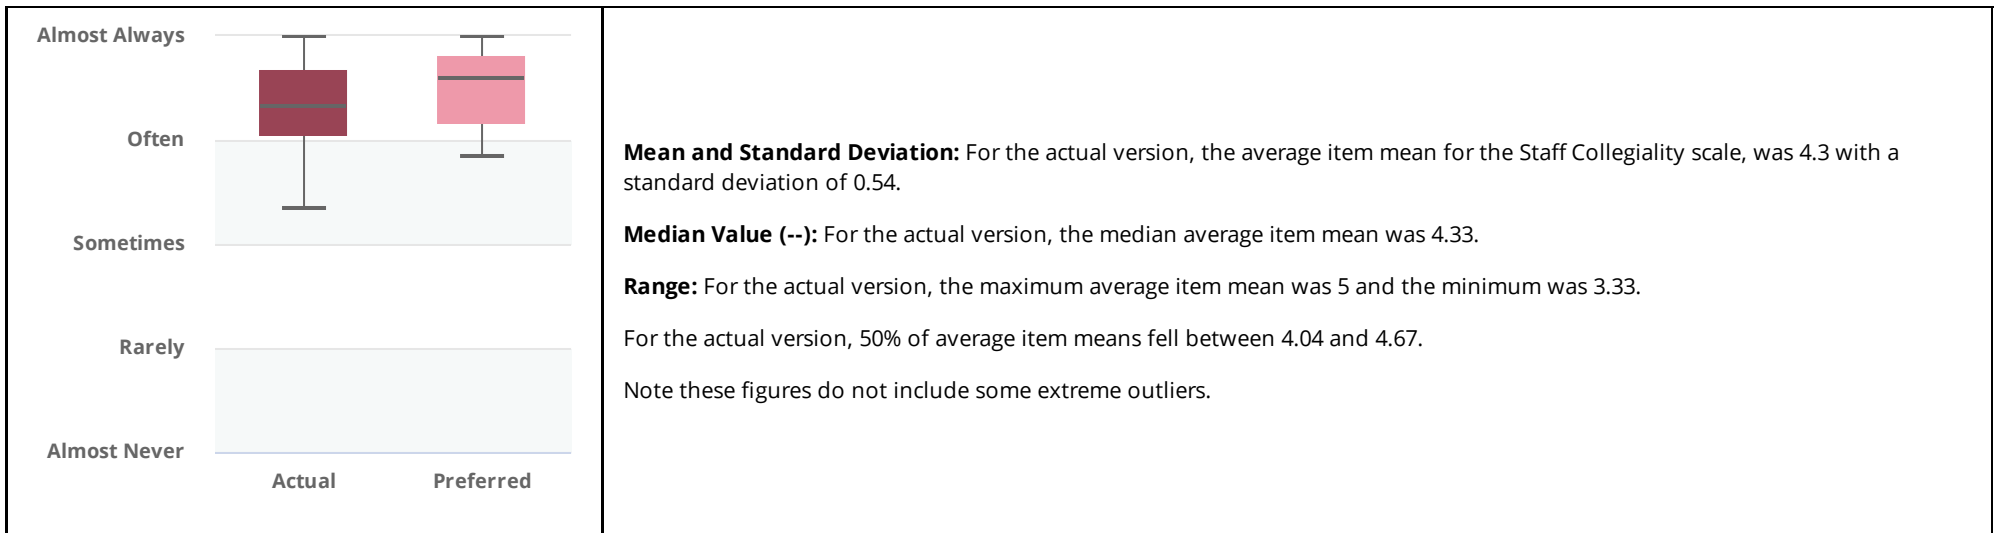 Almost Always
Often
Sometimes
Rarely
Almost Never
Actual
Preferred
Mean and Standard Deviation: For the actual version, the average item mean for the Staff Collegiality scale, was 4.3 with a
standard deviation of 0.54.
Median Value (--): For the actual version, the median average item mean was 4.33.
Range: For the actual version, the maximum average item mean was 5 and the minimum was 3.33.
For the actual version, 50% of average item means fell between 4.04 and 4.67.
Note these figures do not include some extreme outliers.